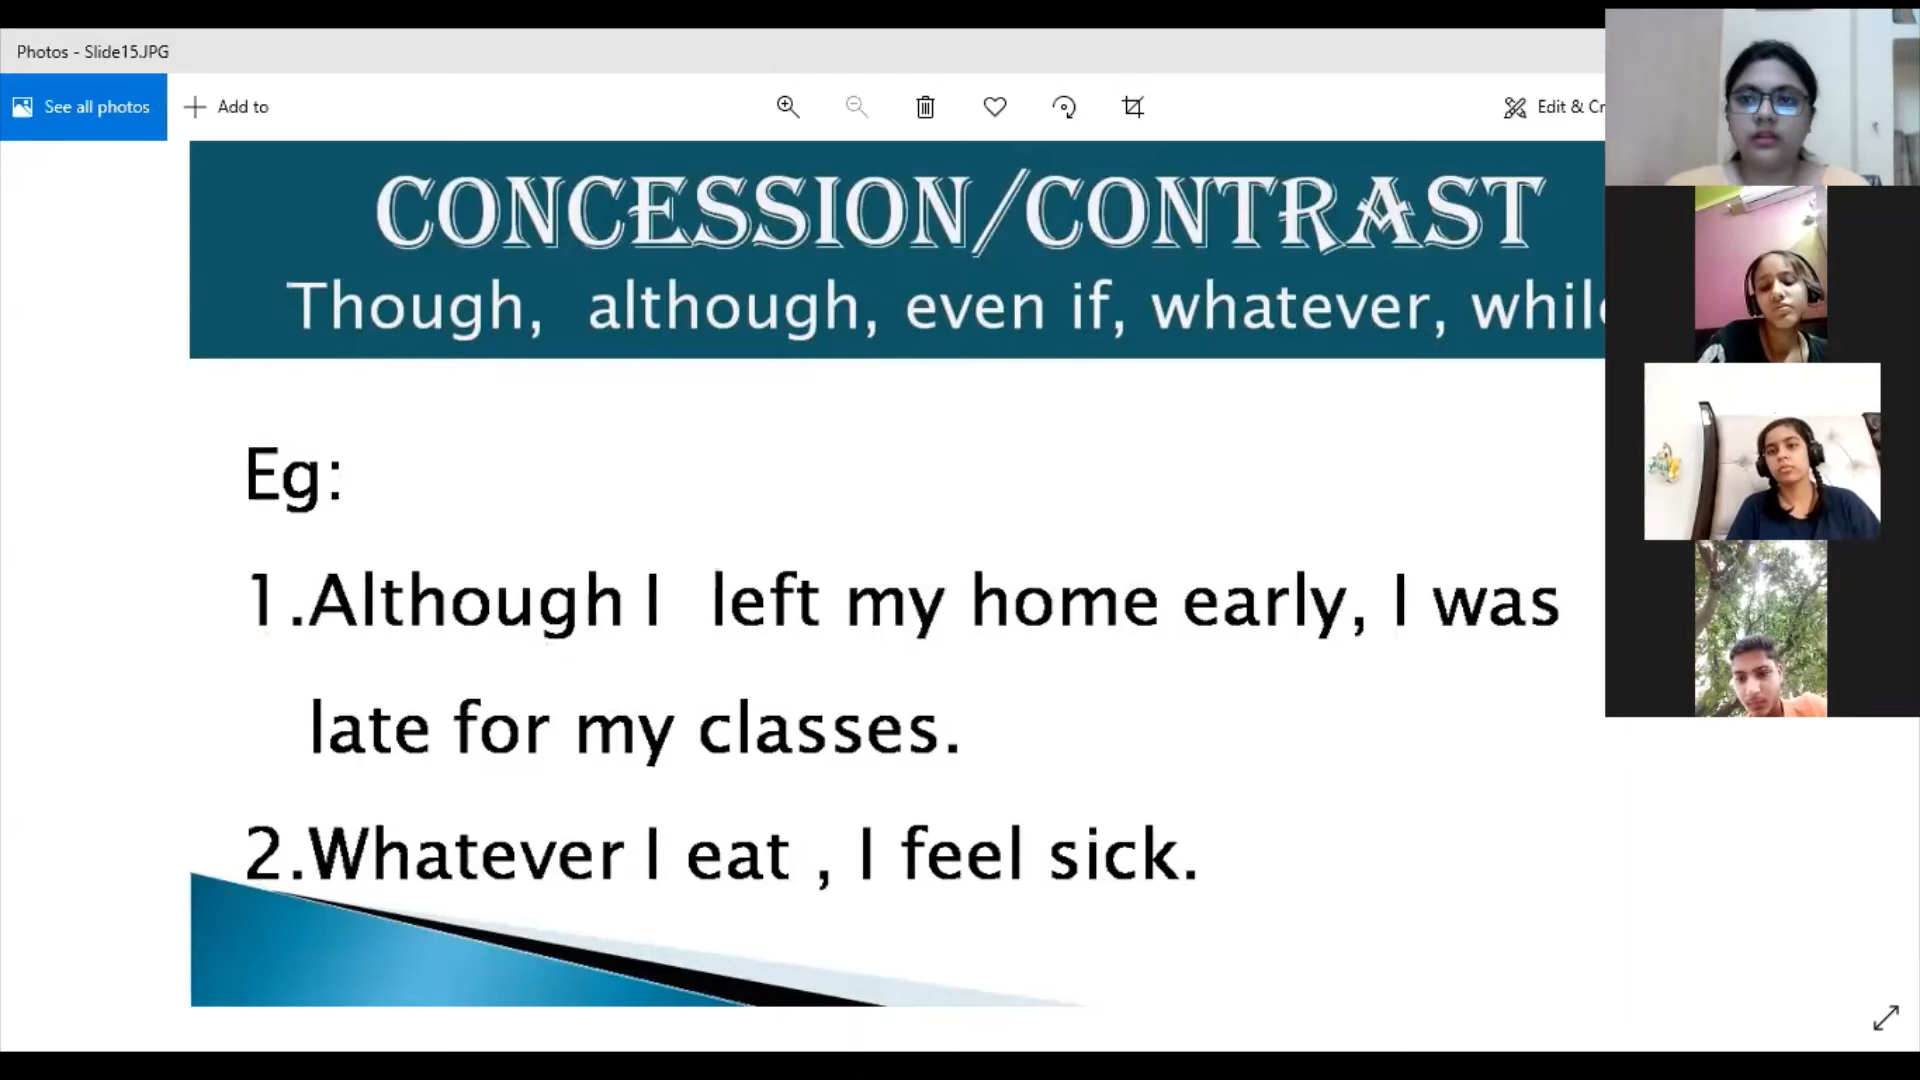 Photos - Slide15.JPG
See all photos
Add to
Edit & Cr
CONCESSION/CONTRAST
Though, although, even if, whatever, while
Eg:
1.Although I left my home early, I was
late for my classes.
2.Whatever I eat , I feel sick.